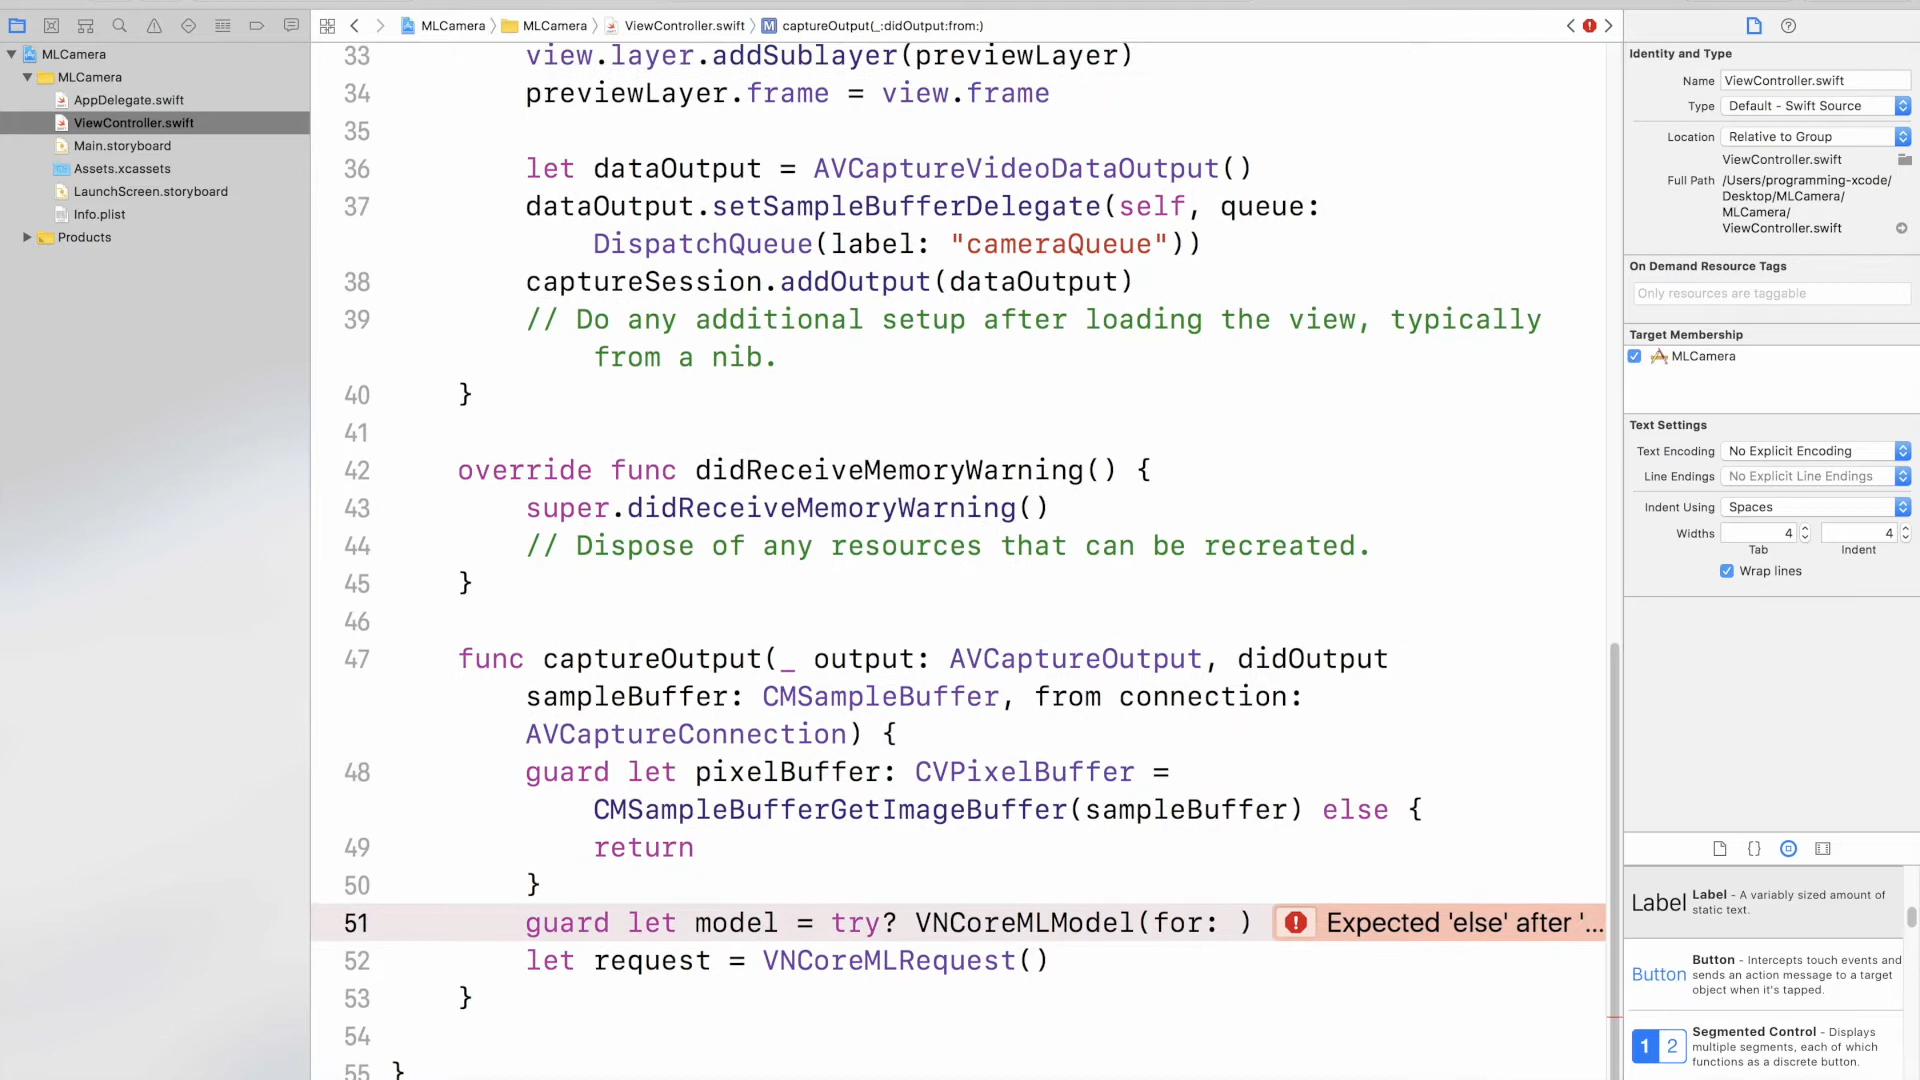 MLCamera
MLCamera
ViewController.swift
captureOutput(_:didOutput:from:)
MLCamera
MLCamera
AppDelegate.swift
ViewController.swift
Main.storyboard
Assets.xcassets
LaunchScreen.storyboard
Info.plist
Products
33 view.layer.addSublayer(previewLayer)
34 previewLayer.frame = view.frame
35
36 let dataOutput = AVCaptureVideoDataOutput()
37 dataOutput.setSampleBufferDelegate(self, queue:
DispatchQueue(label: "cameraQueue"))
38 captureSession.addOutput(dataOutput)
39 // Do any additional setup after loading the view, typically
from a nib.
40 }
41
42 override func didReceiveMemoryWarning() {
43 super.didReceiveMemoryWarning()
44 // Dispose of any resources that can be recreated.
45 }
46
47 func captureOutput(_ output: AVCaptureOutput, didOutput
sampleBuffer: CMSampleBuffer, from connection:
AVCaptureConnection) {
48 guard let pixelBuffer: CVPixelBuffer =
CMSampleBufferGetImageBuffer(sampleBuffer) else {
49 return
50 }
51 guard let model = try? VNCoreMLModel(for: ) Expected 'else' after '...
52 let request = VNCoreMLRequest()
53 }
54
55 }
Identity and Type
Name ViewController.swift
Type Default - Swift Source
Location Relative to Group
ViewController.swift
Full Path /Users/programming-xcode/
Desktop/MLCamera/
MLCamera/
ViewController.swift
On Demand Resource Tags
Only resources are taggable
Target Membership
MLCamera
Text Settings
Text Encoding No Explicit Encoding
Line Endings No Explicit Line Endings
Indent Using Spaces
Widths 4 4
Tab Indent
Wrap lines
Label Label - A variably sized amount of
static text.
Button Button - Intercepts touch events and
sends an action message to a target
object when it's tapped.
1 2 Segmented Control - Displays
multiple segments, each of which
functions as a discrete button.